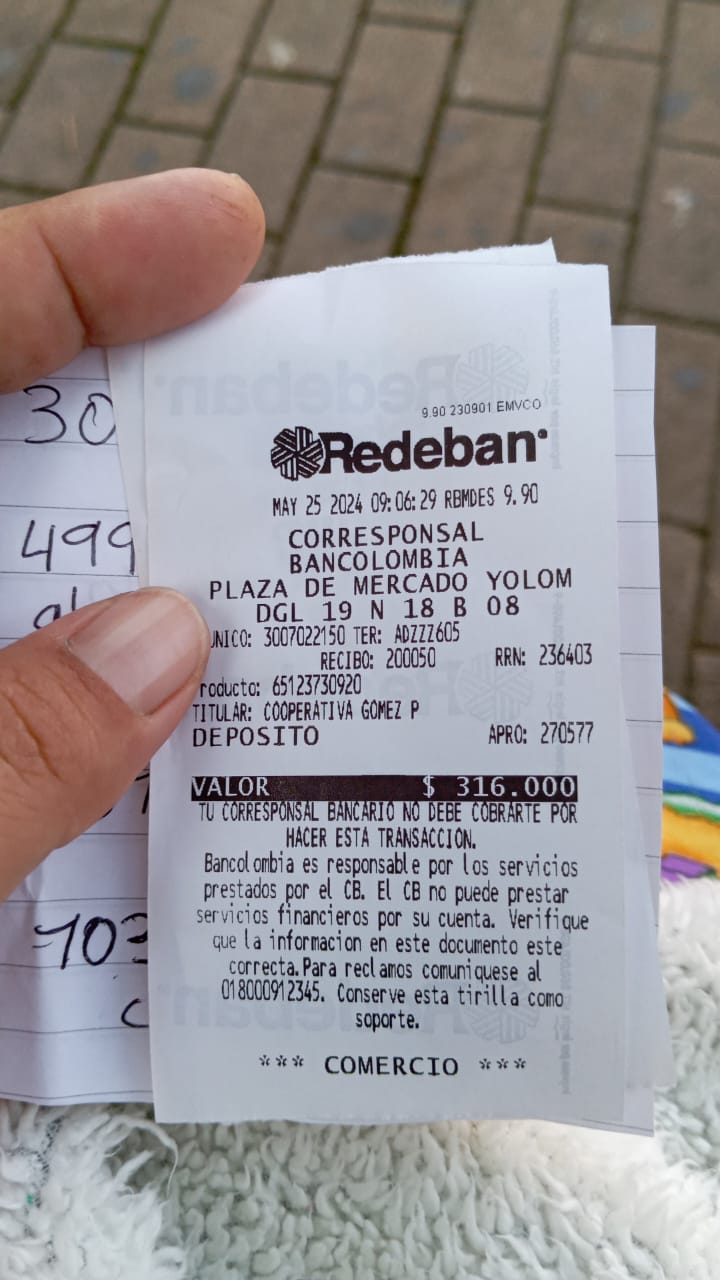 30
499
103
9.90 230901 EMVCO
Redeban
MAY 25 2024 09:06:29 RBMDES 9.90
CORRESPONSAL
BANCOLOMBIA
PLAZA DE MERCADO YOLOM
DGL 19 N 18 B 08
UNICO: 3007022150 TER: ADZZZ605
RECIBO: 200050 RRN: 236403
roducto: 65123730920
TITULAR: COOPERATIVA GOMEZ P
DEPOSITO APRO: 270577
VALOR $ 316.000
TU CORRESPONSAL BANCARIO NO DEBE COBRARTE POR
HACER ESTA TRANSACCION.
Bancolombia es responsable por los servicios
prestados por el CB. El CB no puede prestar
servicios financieros por su cuenta. Verifique
que la informacion en este documento este
correcta.Para reclamos comuniquese al
018000912345. Conserve esta tirilla como
soporte.
*** COMERCIO ***